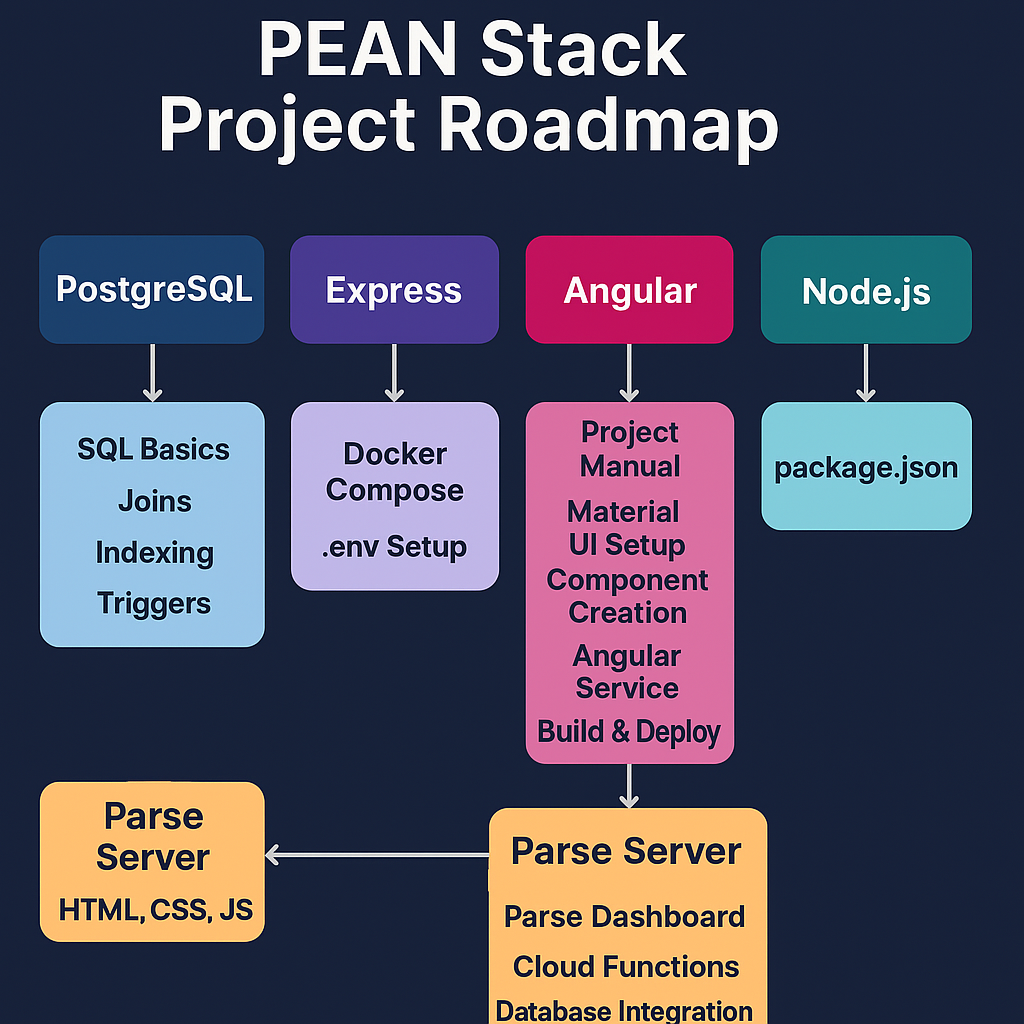 PEAN Stack
Project Roadmap
PostgreSQL
Express
Angular
Node.js
SQL Basics
Joins
Indexing
Triggers
Docker
Compose
.env Setup
Project
Manual
Material
UI Setup
Component
Creation
Angular
Service
Build & Deploy
package.json
Parse
Server
HTML, CSS, JS
Parse Server
Parse Dashboard
Cloud Functions
Database Integration